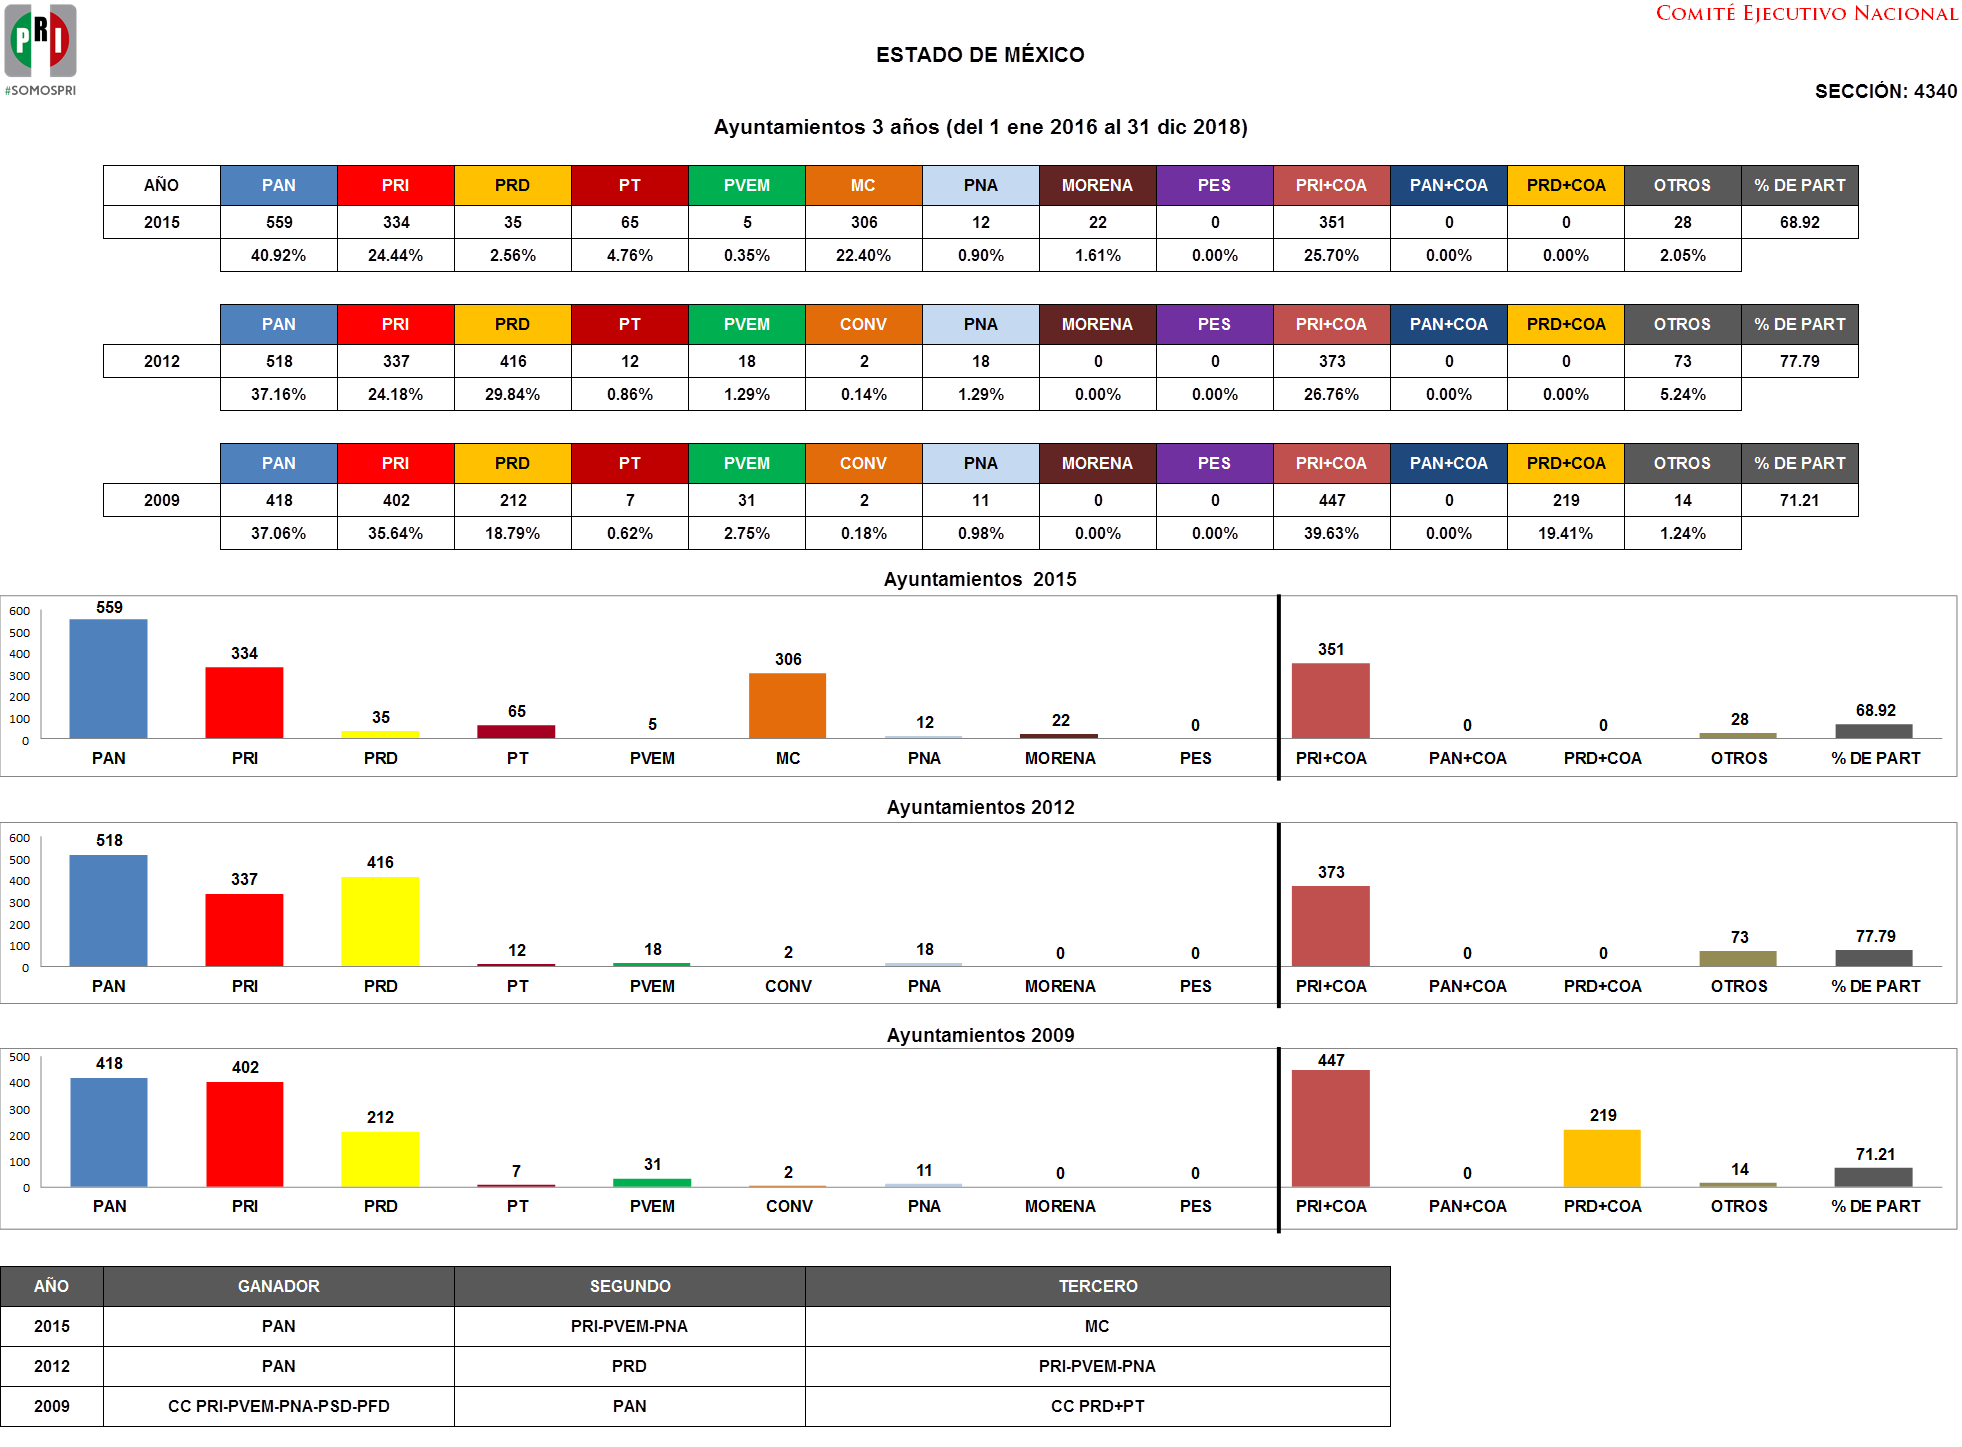 PRI
#SOMOSPRI
COMITÉ EJECUTIVO NACIONAL
ESTADO DE MÉXICO
SECCIÓN: 4340
Ayuntamientos 3 años (del 1 ene 2016 al 31 dic 2018)
AÑO PAN PRI PRD PT PVEM MC PNA MORENA PES PRI+COA PAN+COA PRD+COA OTROS % DE PART
2015 559 334 35 65 5 306 12 22 0 351 0 0 28 68.92
40.92% 24.44% 2.56% 4.76% 0.35% 22.40% 0.90% 1.61% 0.00% 25.70% 0.00% 0.00% 2.05%
PAN PRI PRD PT PVEM CONV PNA MORENA PES PRI+COA PAN+COA PRD+COA OTROS % DE PART
2012 518 337 416 12 18 2 18 0 0 373 0 0 73 77.79
37.16% 24.18% 29.84% 0.86% 1.29% 0.14% 1.29% 0.00% 0.00% 26.76% 0.00% 0.00% 5.24%
PAN PRI PRD PT PVEM CONV PNA MORENA PES PRI+COA PAN+COA PRD+COA OTROS % DE PART
2009 418 402 212 7 31 2 11 0 0 447 0 219 14 71.21
37.06% 35.64% 18.79% 0.62% 2.75% 0.18% 0.98% 0.00% 0.00% 39.63% 0.00% 19.41% 1.24%
Ayuntamientos 2015
600
500
400
300
200
100
0
559 334 35 65 5 306 12 22 0 351 0 0 28 68.92
PAN PRI PRD PT PVEM MC PNA MORENA PES PRI+COA PAN+COA PRD+COA OTROS % DE PART
Ayuntamientos 2012
600
500
400
300
200
100
0
518 337 416 12 18 2 18 0 0 373 0 0 73 77.79
PAN PRI PRD PT PVEM CONV PNA MORENA PES PRI+COA PAN+COA PRD+COA OTROS % DE PART
Ayuntamientos 2009
500
400
300
200
100
0
418 402 212 7 31 2 11 0 0 447 0 219 14 71.21
PAN PRI PRD PT PVEM CONV PNA MORENA PES PRI+COA PAN+COA PRD+COA OTROS % DE PART
AÑO GANADOR SEGUNDO TERCERO
2015 PAN PRI-PVEM-PNA MC
2012 PAN PRD PRI-PVEM-PNA
2009 CC PRI-PVEM-PNA-PSD-PFD PAN CC PRD+PT